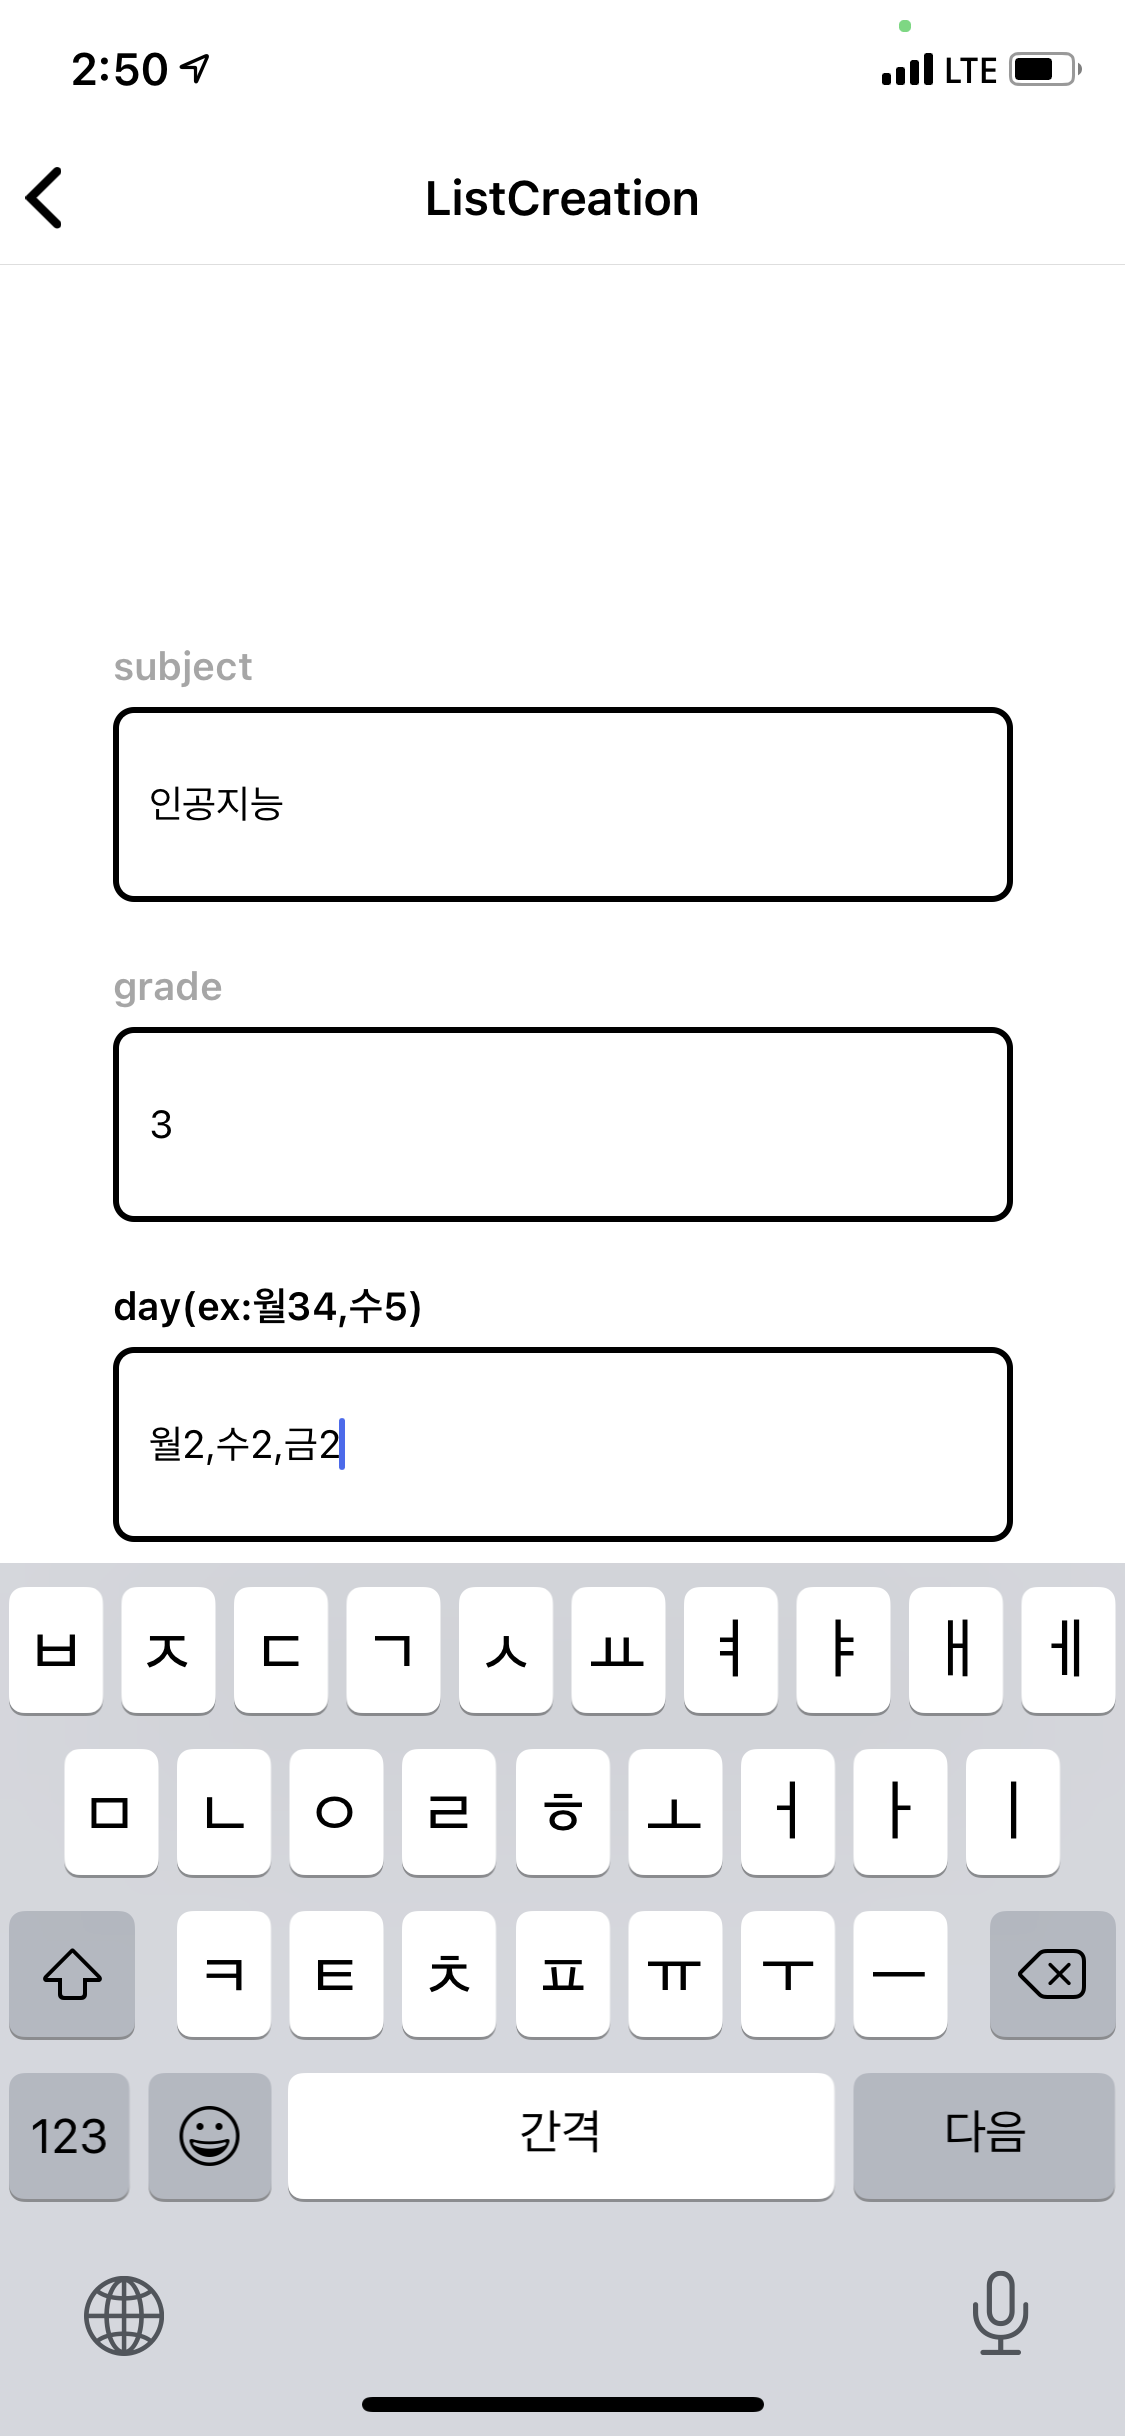 2:50 LTE
ListCreation
subject
인공지능
grade
3
day(ex:월34,수5)
월2,수2,금2
ㅂ ㅈ ㄷ ㄱ ㅅ ㅛ ㅕ ㅑ ㅐ ㅔ
ㅁ ㄴ ㅇ ㄹ ㅎ ㅗ ㅓ ㅏ ㅣ
ㅋ ㅌ ㅊ ㅍ ㅠ ㅜ ㅡ
123 간격 다음